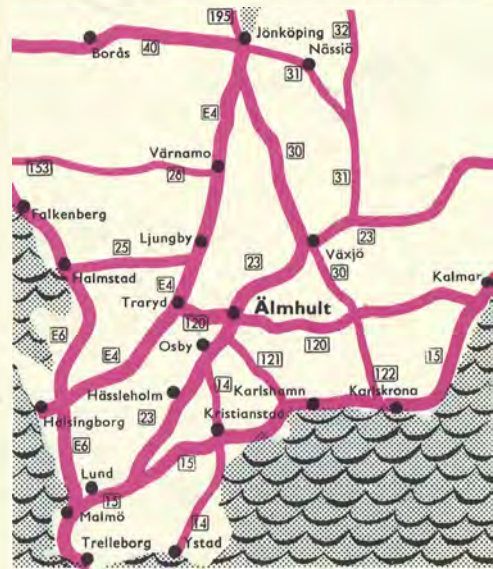 195
32
Jönköping
Borås
40
Nässjö
31
E4
Värnamo
30
153
26
31
Falkenberg
Ljungby
25
23
Växjö
23
Halmstad
30
Kalmar
E4
Traryd
Älmhult
120
E6
Osby
120
E4
121
15
Hässleholm
14
Karlshamn
122
Karlskrona
Hälsingborg
23
Kristianstad
E6
15
Lund
15
Malmö
14
Trelleborg
Ystad